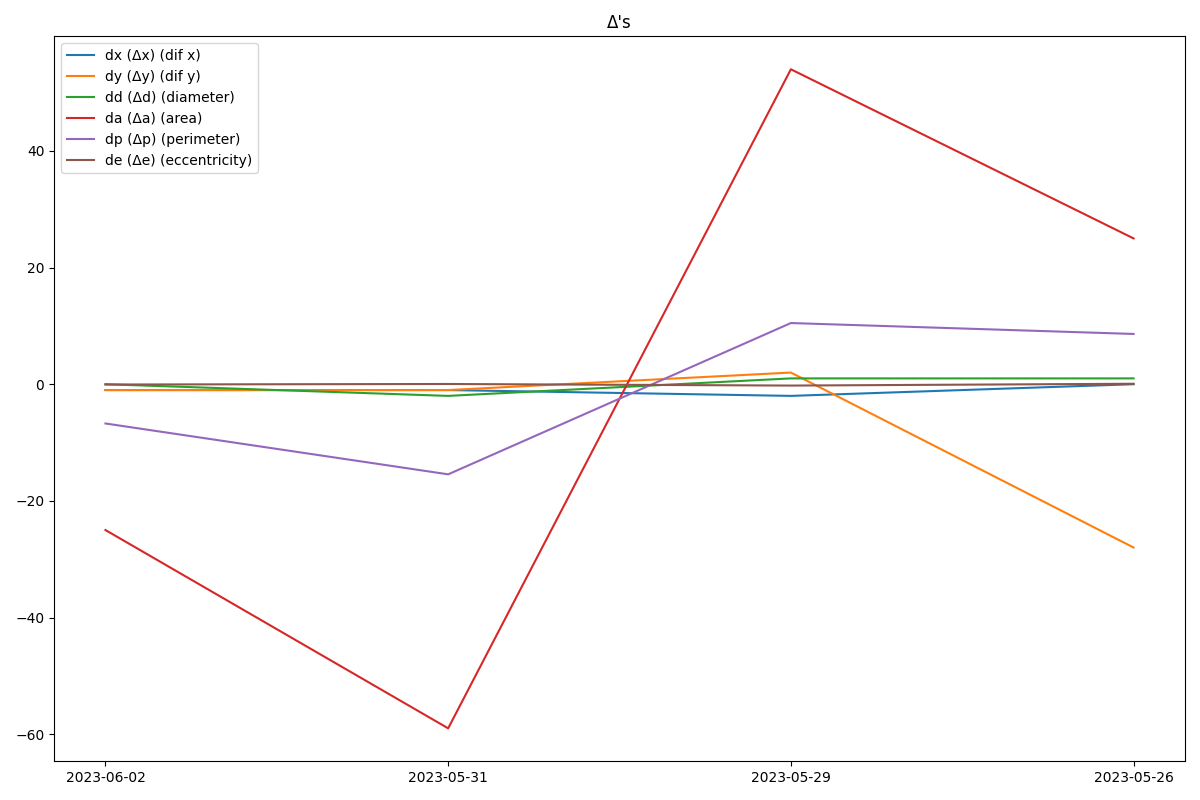 Δ's
dx (Δx) (dif x)
dy (Δy) (dif y)
dd (Δd) (diameter)
da (Δa) (area)
dp (Δp) (perimeter)
de (Δe) (eccentricity)
40
20
0
−20
−40
−60
2023-06-02 2023-05-31 2023-05-29 2023-05-26